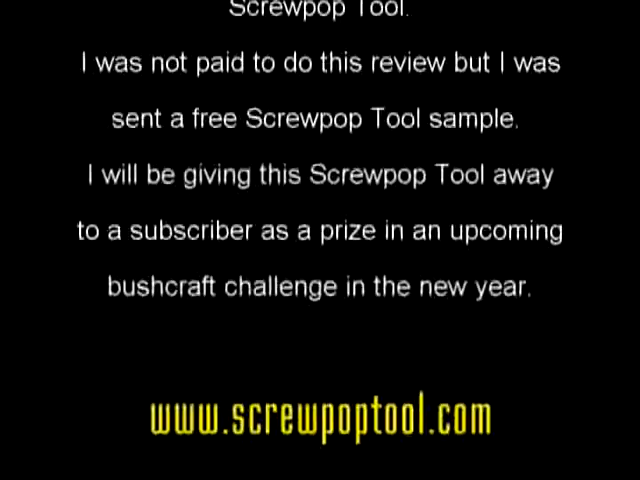 Screwpop Tool.
I was not paid to do this review but I was
sent a free Screwpop Tool sample.
I will be giving this Screwpop Tool away
to a subscriber as a prize in an upcoming
bushcraft challenge in the new year.
www.screwpoptool.com